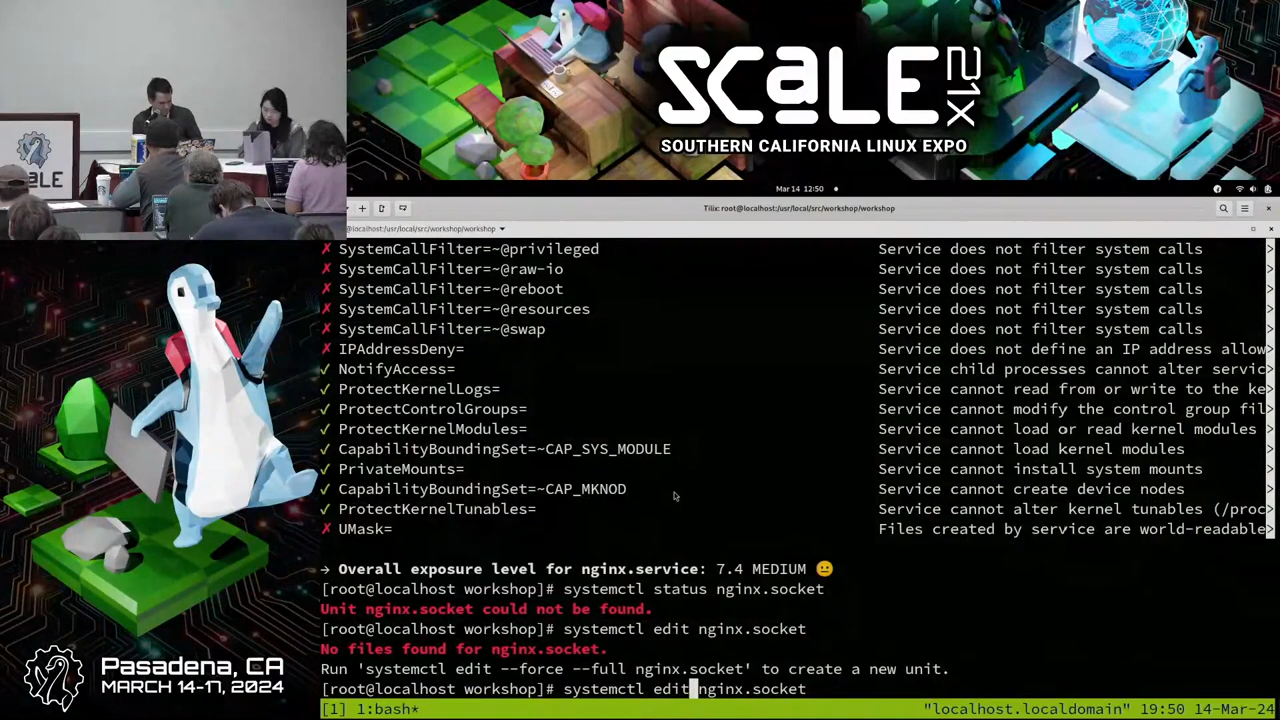 SCaLE 21x
SOUTHERN CALIFORNIA LINUX EXPO
aLE
Mar 14 12:50
Tilix: root@localhost:/usr/local/src/workshop/workshop
@localhost:/usr/local/src/workshop/workshop
✗ SystemCallFilter=~@privileged Service does not filter system calls >
✗ SystemCallFilter=~@raw-io Service does not filter system calls >
✗ SystemCallFilter=~@reboot Service does not filter system calls >
✗ SystemCallFilter=~@resources Service does not filter system calls >
✗ SystemCallFilter=~@swap Service does not filter system calls >
✗ IPAddressDeny= Service does not define an IP address allow>
✓ NotifyAccess= Service child processes cannot alter servic>
✓ ProtectKernelLogs= Service cannot read from or write to the ke>
✓ ProtectControlGroups= Service cannot modify the control group fil>
✓ ProtectKernelModules= Service cannot load or read kernel modules >
✓ CapabilityBoundingSet=~CAP_SYS_MODULE Service cannot load kernel modules >
✓ PrivateMounts= Service cannot install system mounts >
✓ CapabilityBoundingSet=~CAP_MKNOD Service cannot create device nodes >
✓ ProtectKernelTunables= Service cannot alter kernel tunables (/proc>
✗ UMask= Files created by service are world-readable>
→ Overall exposure level for nginx.service: 7.4 MEDIUM 😐
[root@localhost workshop]# systemctl status nginx.socket
Unit nginx.socket could not be found.
[root@localhost workshop]# systemctl edit nginx.socket
No files found for nginx.socket.
Run 'systemctl edit --force --full nginx.socket' to create a new unit.
[root@localhost workshop]# systemctl edit nginx.socket
[1] 1:bash* "localhost.localdomain" 19:50 14-Mar-24
Pasadena, CA
MARCH 14-17, 2024